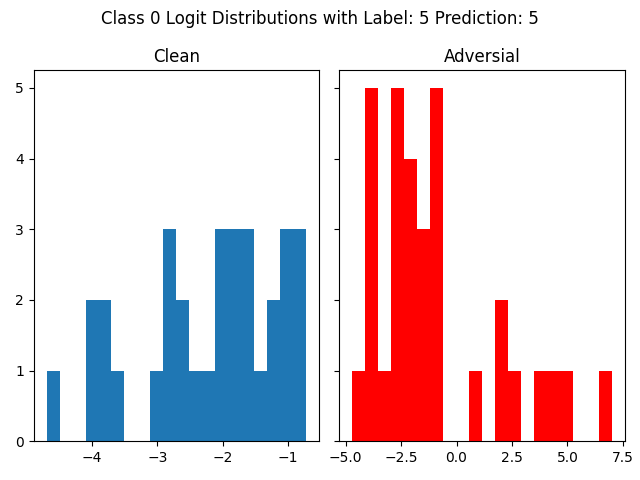 Class 0 Logit Distributions with Label: 5 Prediction: 5
Clean
Adversial
5
4
3
2
1
0
−4 −3 −2 −1
−5.0 −2.5 0.0 2.5 5.0 7.5